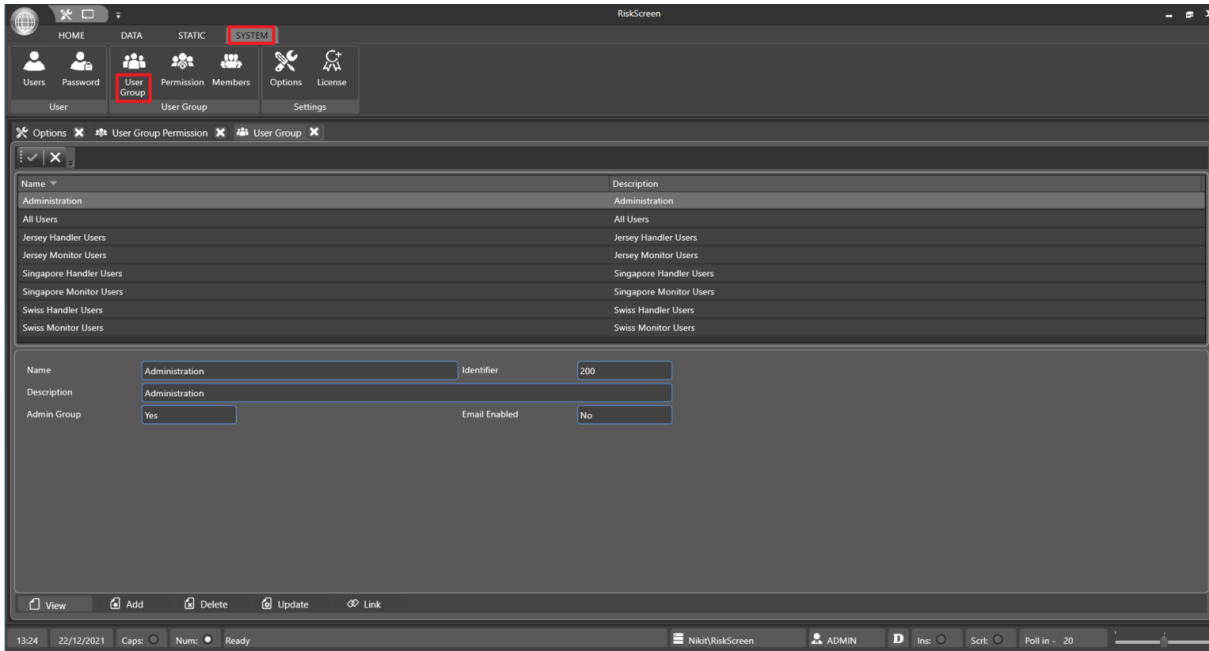 RiskScreen
HOME DATA STATIC SYSTEM
Users Password User Group Permission Members Options License
User User Group Settings
Options User Group Permission User Group
Name Description
Administration Administration
All Users All Users
Jersey Handler Users Jersey Handler Users
Jersey Monitor Users Jersey Monitor Users
Singapore Handler Users Singapore Handler Users
Singapore Monitor Users Singapore Monitor Users
Swiss Handler Users Swiss Handler Users
Swiss Monitor Users Swiss Monitor Users
Name Administration Identifier 200
Description Administration
Admin Group Yes Email Enabled No
View Add Delete Update Link
13:24 22/12/2021 Caps: Num: Ready Nikit\RiskScreen ADMIN D Ins: Scrl: Poll in - 20